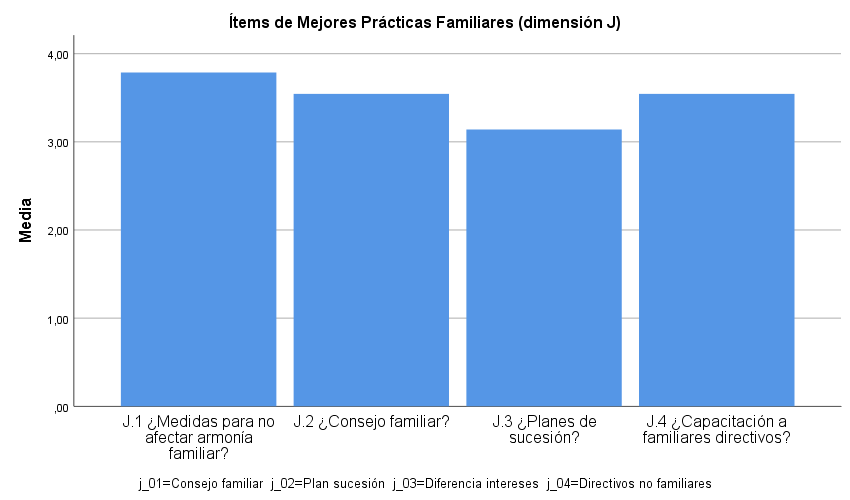 Ítems de Mejores Prácticas Familiares (dimensión J)
4,00
3,00
2,00
1,00
,00
Media
J.1 ¿Medidas para no
afectar armonía
familiar?
J.2 ¿Consejo familiar?
J.3 ¿Planes de
sucesión?
J.4 ¿Capacitación a
familiares directivos?
j_01=Consejo familiar j_02=Plan sucesión j_03=Diferencia intereses j_04=Directivos no familiares